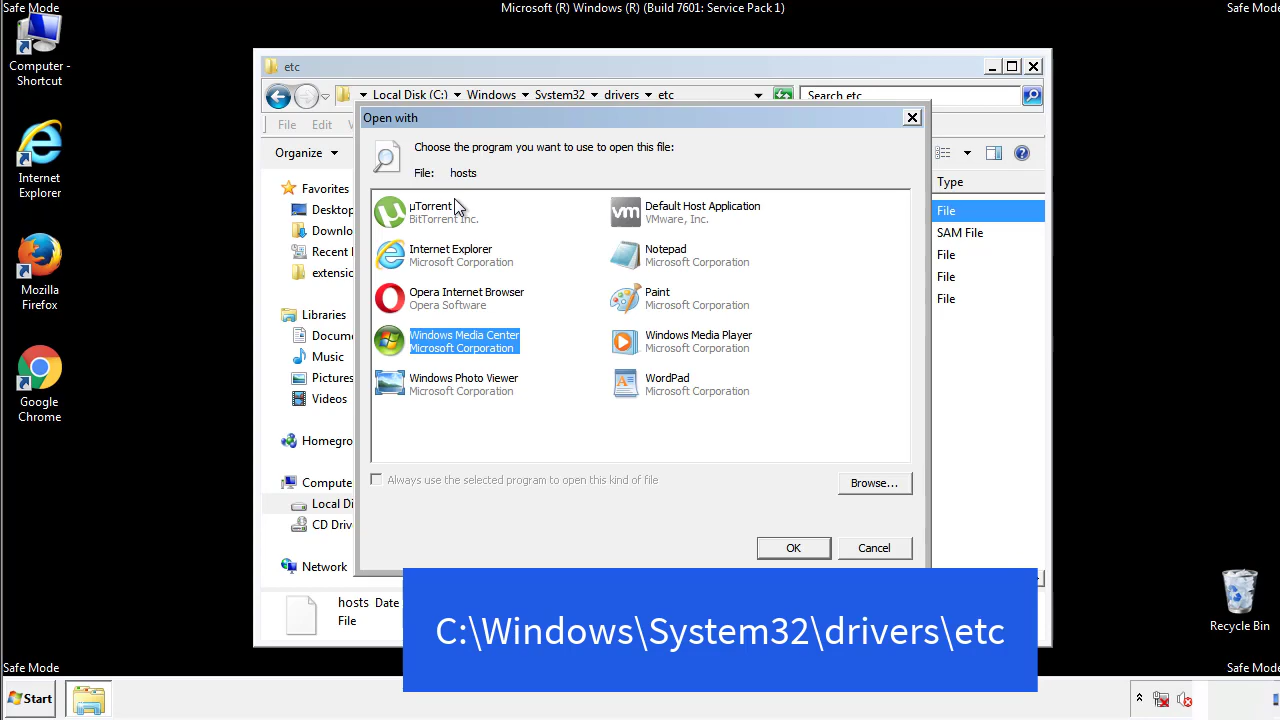 Safe Mode
Microsoft (R) Windows (R) (Build 7601: Service Pack 1)
Safe Mode
Computer -
Shortcut
Internet
Explorer
Mozilla
Firefox
Google
Chrome
etc
Local Disk (C:)
Windows
System32
drivers
etc
Search etc
File
Edit
Organize
Favorites
Desktop
Downlo
Recent
extensio
Libraries
Docume
Music
Pictures
Videos
Homegro
Compute
Local Di
CD Driv
Network
Type
File
SAM File
File
File
File
Open with
Choose the program you want to use to open this file:
File: hosts
µTorrent
BitTorrent Inc.
Default Host Application
VMware, Inc.
Internet Explorer
Microsoft Corporation
Notepad
Microsoft Corporation
Opera Internet Browser
Opera Software
Paint
Microsoft Corporation
Windows Media Center
Microsoft Corporation
Windows Media Player
Microsoft Corporation
Windows Photo Viewer
Microsoft Corporation
WordPad
Microsoft Corporation
Always use the selected program to open this kind of file
Browse...
OK
Cancel
hosts Date
File
C:\Windows\System32\drivers\etc
Recycle Bin
Safe Mode
Safe Mode
Start